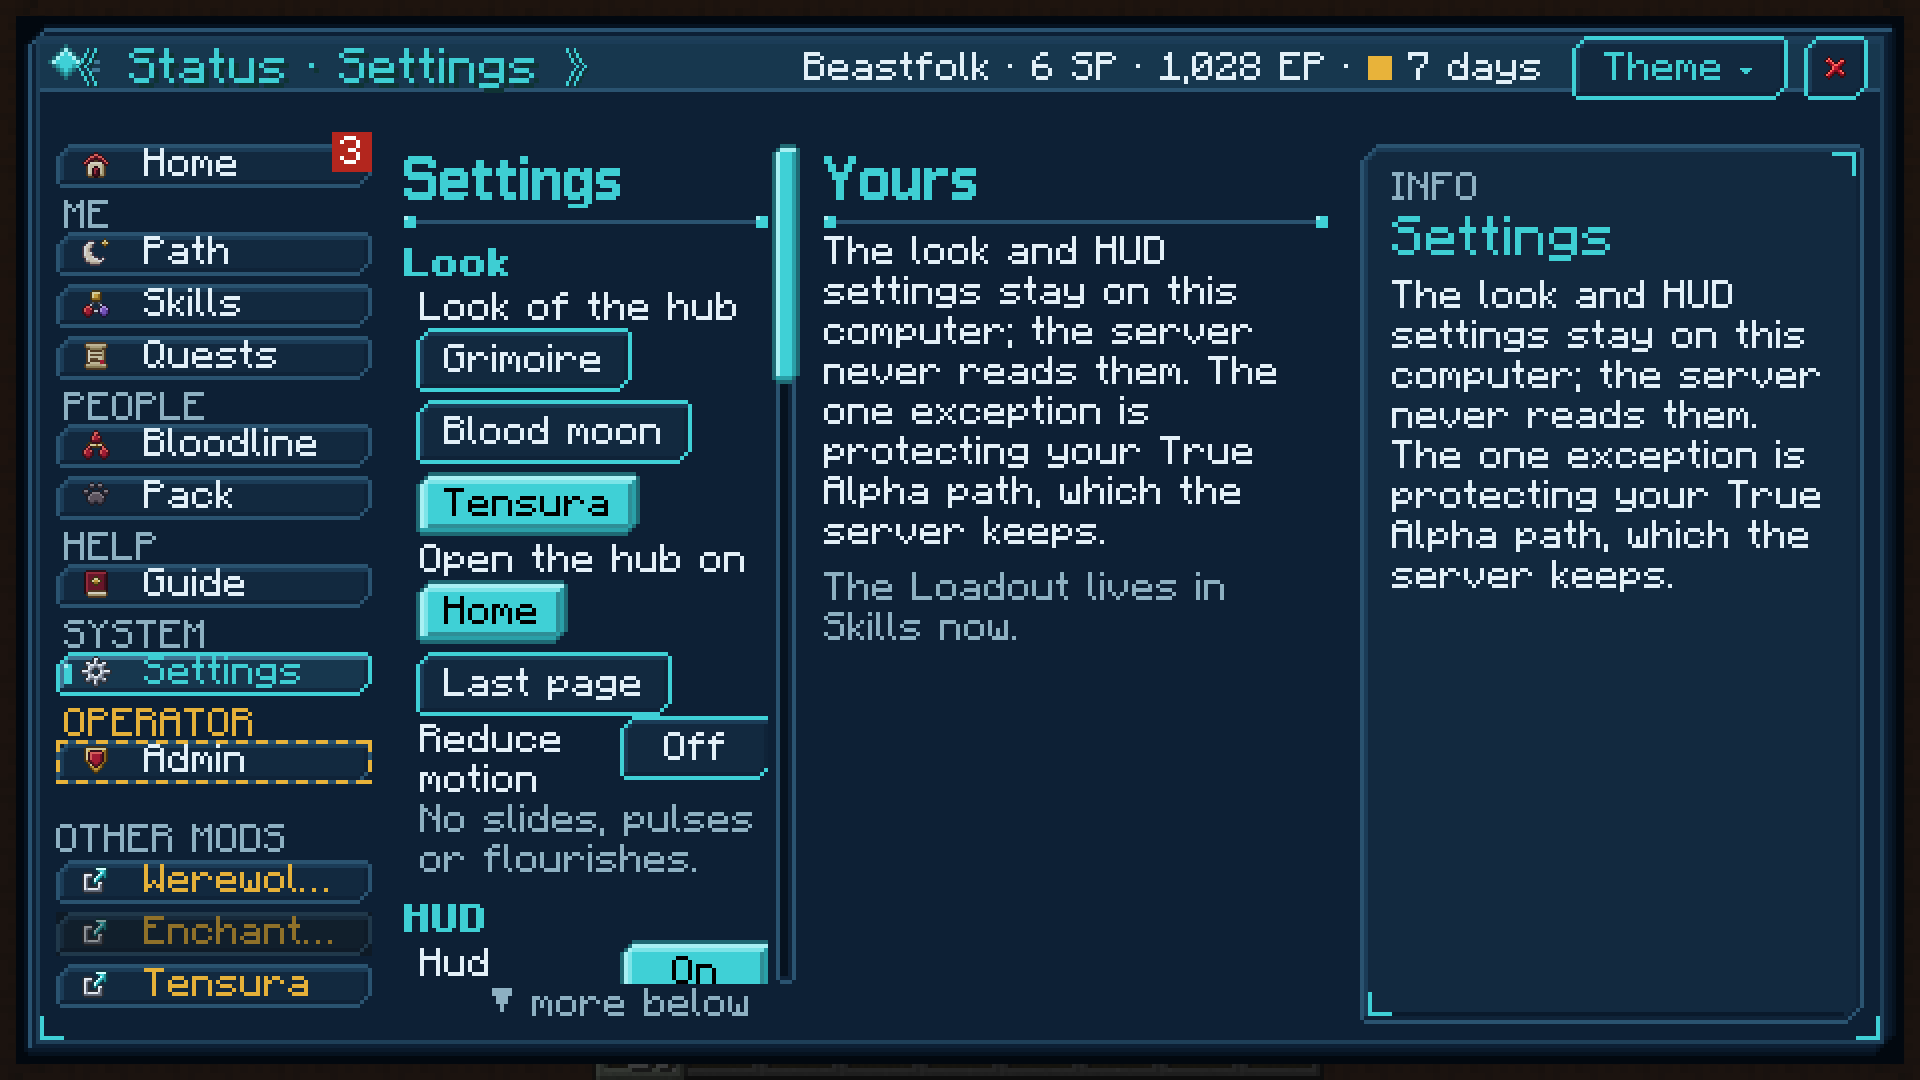 Status · Settings
Beastfolk · 6 SP · 1,028 EP · 7 days
Theme
Home
3
ME
Path
Skills
Quests
PEOPLE
Bloodline
Pack
HELP
Guide
SYSTEM
Settings
OPERATOR
Admin
OTHER MODS
Werewol...
Enchant...
Tensura
Settings
Look
Look of the hub
Grimoire
Blood moon
Tensura
Open the hub on
Home
Last page
Reduce
motion
Off
No slides, pulses
or flourishes.
HUD
Hud
On
more below
Yours
The look and HUD
settings stay on this
computer; the server
never reads them. The
one exception is
protecting your True
Alpha path, which the
server keeps.
The Loadout lives in
Skills now.
INFO
Settings
The look and HUD
settings stay on this
computer; the server
never reads them.
The one exception is
protecting your True
Alpha path, which the
server keeps.